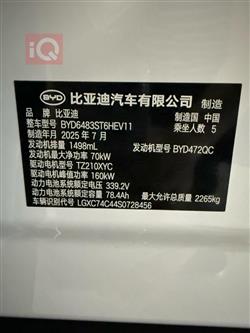 iQ
BYD 比亚迪汽车有限公司 制造
品 牌 比亚迪 制造国 中国
整车型号 BYD6483ST6HEV11 乘坐人数 5
制造年月 2025 年 7 月
发动机排量 1498mL 发动机型号 BYD472QC
发动机最大净功率 70kW
驱动电机型号 TZ210XYC
驱动电机峰值功率 160kW
动力电池系统额定电压 339.2V
动力电池系统额定容量 78.4Ah 最大允许总质量 2265kg
车辆识别代号 LGXC74C44S0728456